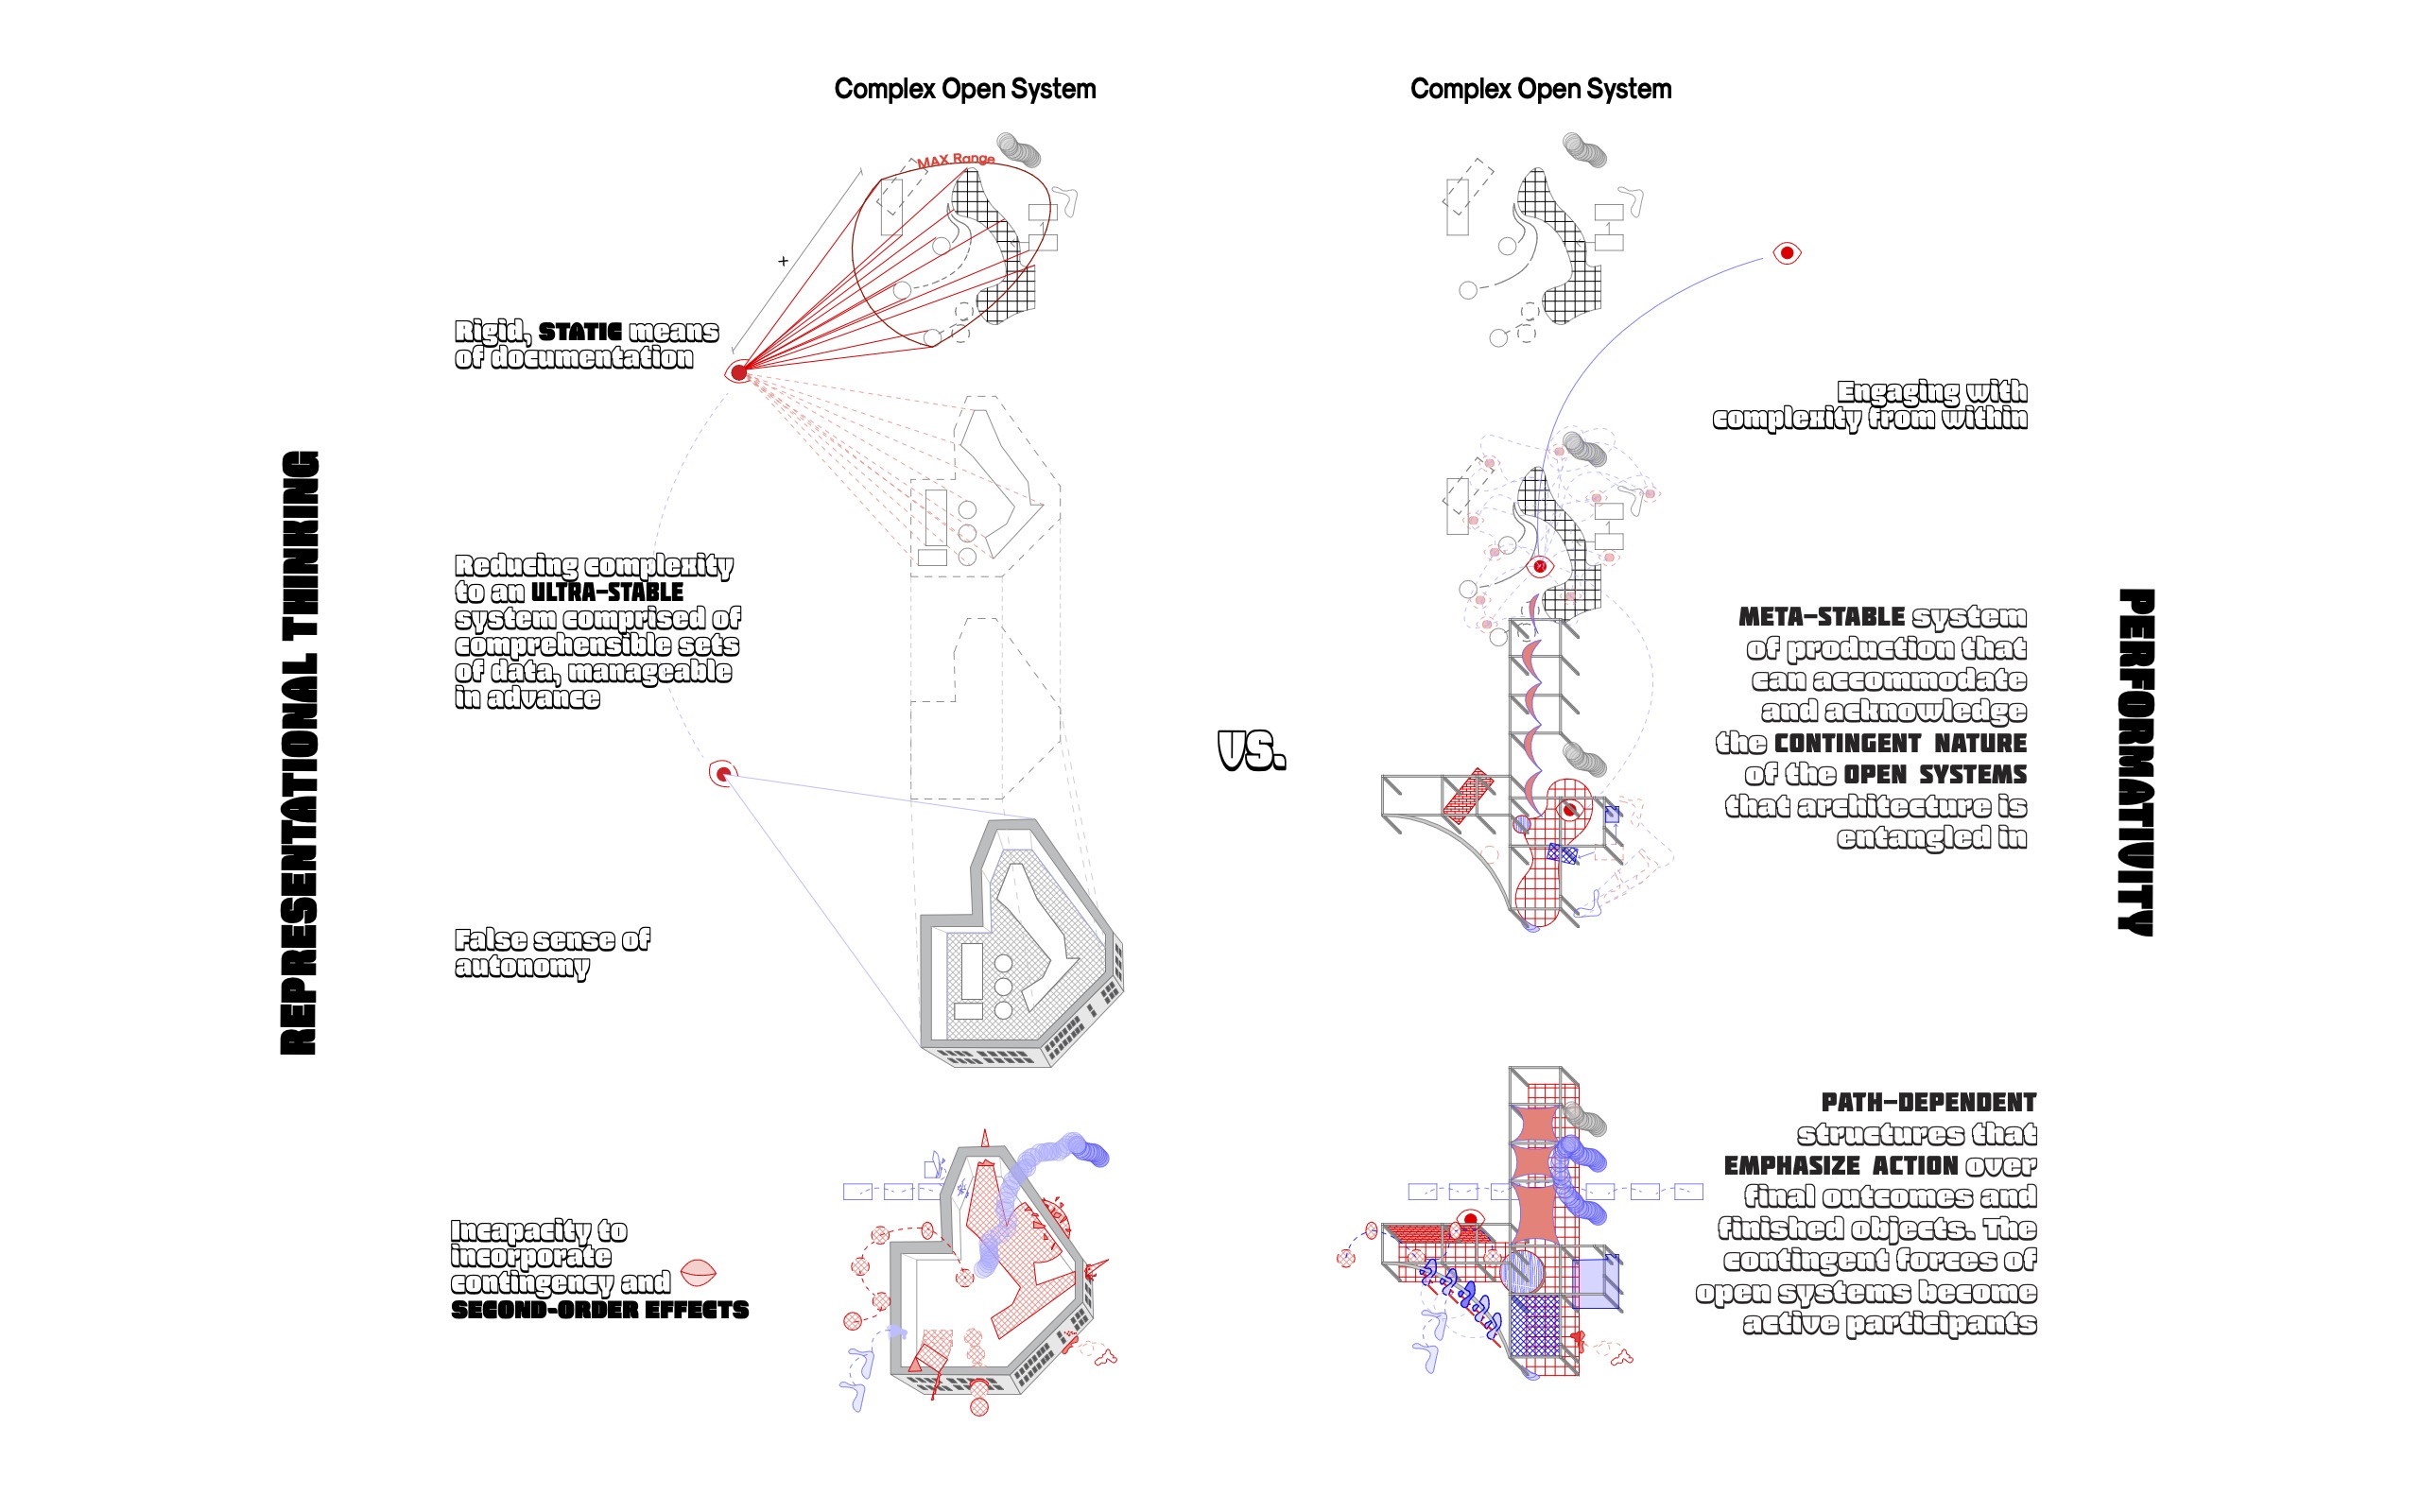 REPRESENTATIONAL THINKING
Complex Open System
MAX Range
+
Rigid, STATIC means
of documentation
Reducing complexity
to an ULTRA-STABLE
system comprised of
comprehensible sets
of data, manageable
in advance
False sense of
autonomy
Incapacity to
incorporate
contingency and
SECOND-ORDER EFFECTS
VS.
Complex Open System
Engaging with
complexity from within
META-STABLE system
of production that
can accommodate
and acknowledge
the CONTINGENT NATURE
of the OPEN SYSTEMS
that architecture is
entangled in
PATH-DEPENDENT
structures that
EMPHASIZE ACTION over
final outcomes and
finished objects. The
contingent forces of
open systems become
active participants
PERFORMATIVITY